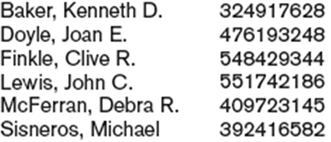 Baker, Kenneth D. 324917628
Doyle, Joan E. 476193248
Finkle, Clive R. 548429344
Lewis, John C. 551742186
McFerran, Debra R. 409723145
Sisneros, Michael 392416582